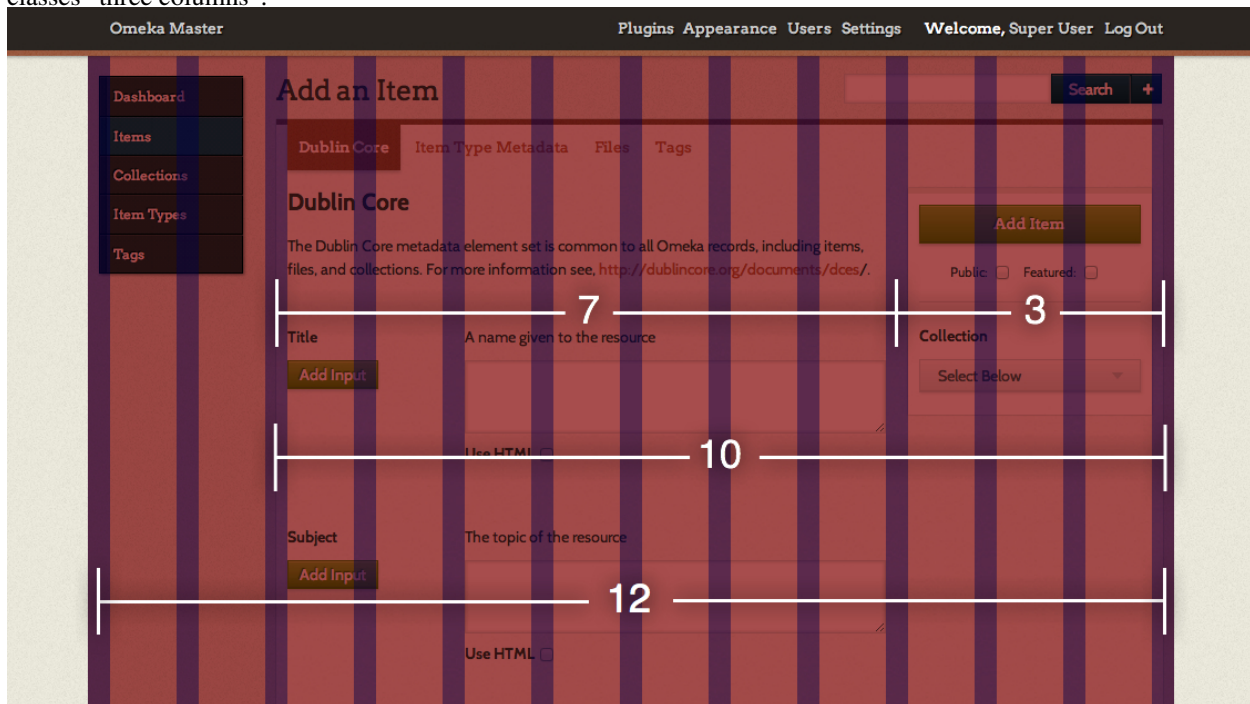 classes "three columns".
Omeka Master Plugins Appearance Users Settings Welcome, Super User Log Out
Dashboard
Items
Collections
Item Types
Tags
Add an Item
Search +
Dublin Core Item Type Metadata Files Tags
Dublin Core
The Dublin Core metadata element set is common to all Omeka records, including items,
files, and collections. For more information see, http://dublincore.org/documents/dces/.
Add Item
Public: Featured:
7 3
Title A name given to the resource
Add Input
Collection
Select Below
Use HTML
10
Subject The topic of the resource
Add Input
12
Use HTML